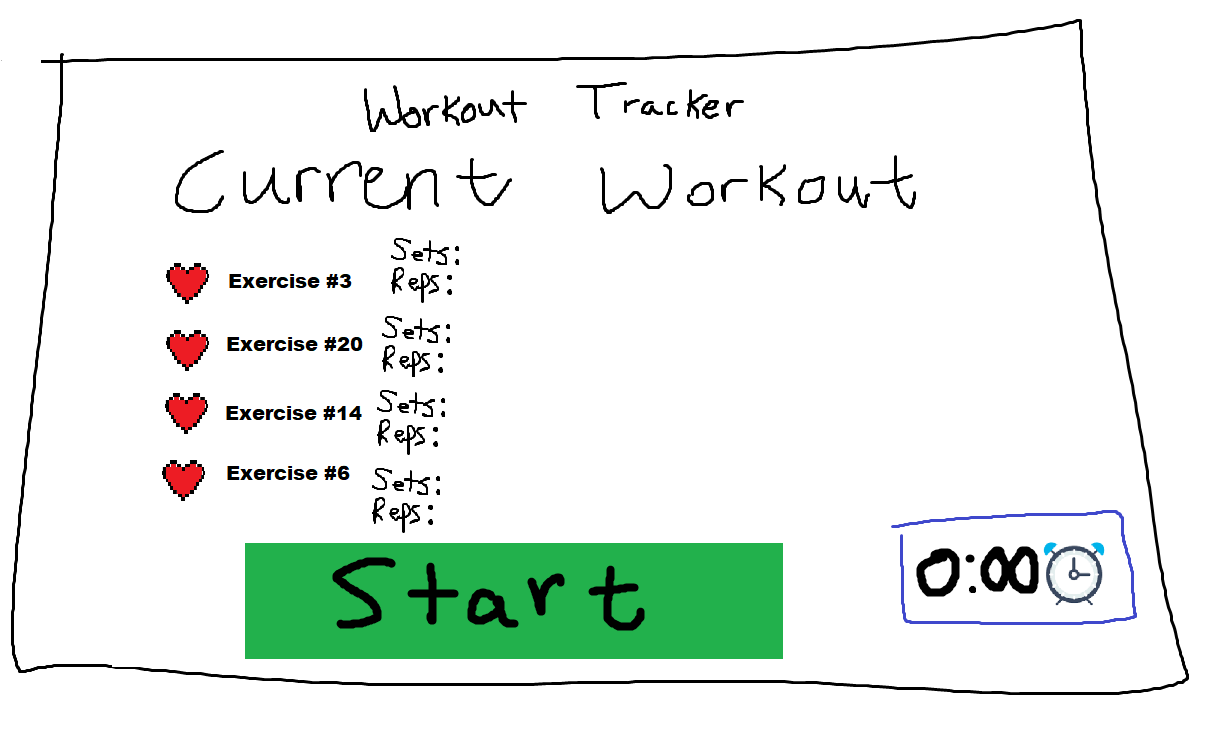 Workout Tracker
Current Workout
Sets:
Exercise #3
Reps:
Sets:
Exercise #20
Reps:
Sets:
Exercise #14
Reps:
Exercise #6
Sets:
Reps:
Start
0:00